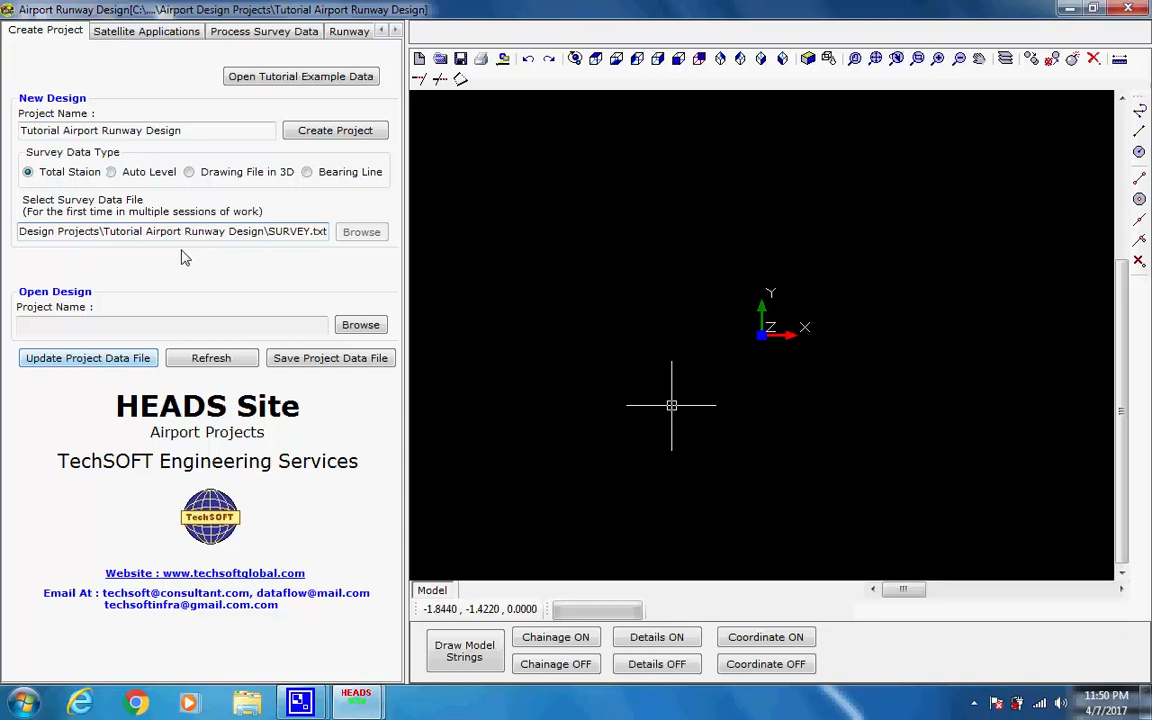 Airport Runway Design[C:\....\Airport Design Projects\Tutorial Airport Runway Design]
Create Project Satellite Applications Process Survey Data Runway
Open Tutorial Example Data
New Design
Project Name :
Tutorial Airport Runway Design Create Project
Survey Data Type
Total Staion Auto Level Drawing File in 3D Bearing Line
Select Survey Data File
(For the first time in multiple sessions of work)
Design Projects\Tutorial Airport Runway Design\SURVEY.txt Browse
Open Design
Project Name :
Browse
Update Project Data File Refresh Save Project Data File
HEADS Site
Airport Projects
TechSOFT Engineering Services
TechSOFT
Website : www.techsoftglobal.com
Email At : techsoft@consultant.com, dataflow@mail.com
techsoftinfra@gmail.com.com
Y
Z X
Model
-1.8440 , -1.4220, 0.0000
Draw Model
Strings
Chainage ON Details ON Coordinate ON
Chainage OFF Details OFF Coordinate OFF
HEADS
Site
11:50 PM
4/7/2017